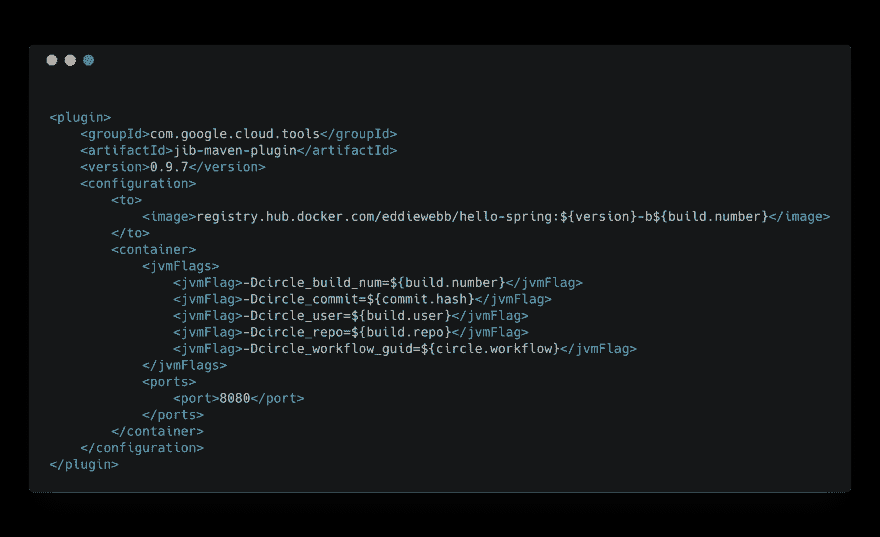 <plugin>
    <groupId>com.google.cloud.tools</groupId>
    <artifactId>jib-maven-plugin</artifactId>
    <version>0.9.7</version>
    <configuration>
        <to>
            <image>registry.hub.docker.com/eddiewebb/hello-spring:${version}-b${build.number}</image>
        </to>
        <container>
            <jvmFlags>
                <jvmFlag>-Dcircle_build_num=${build.number}</jvmFlag>
                <jvmFlag>-Dcircle_commit=${commit.hash}</jvmFlag>
                <jvmFlag>-Dcircle_user=${build.user}</jvmFlag>
                <jvmFlag>-Dcircle_repo=${build.repo}</jvmFlag>
                <jvmFlag>-Dcircle_workflow_guid=${circle.workflow}</jvmFlag>
            </jvmFlags>
            <ports>
                <port>8080</port>
            </ports>
        </container>
    </configuration>
</plugin>